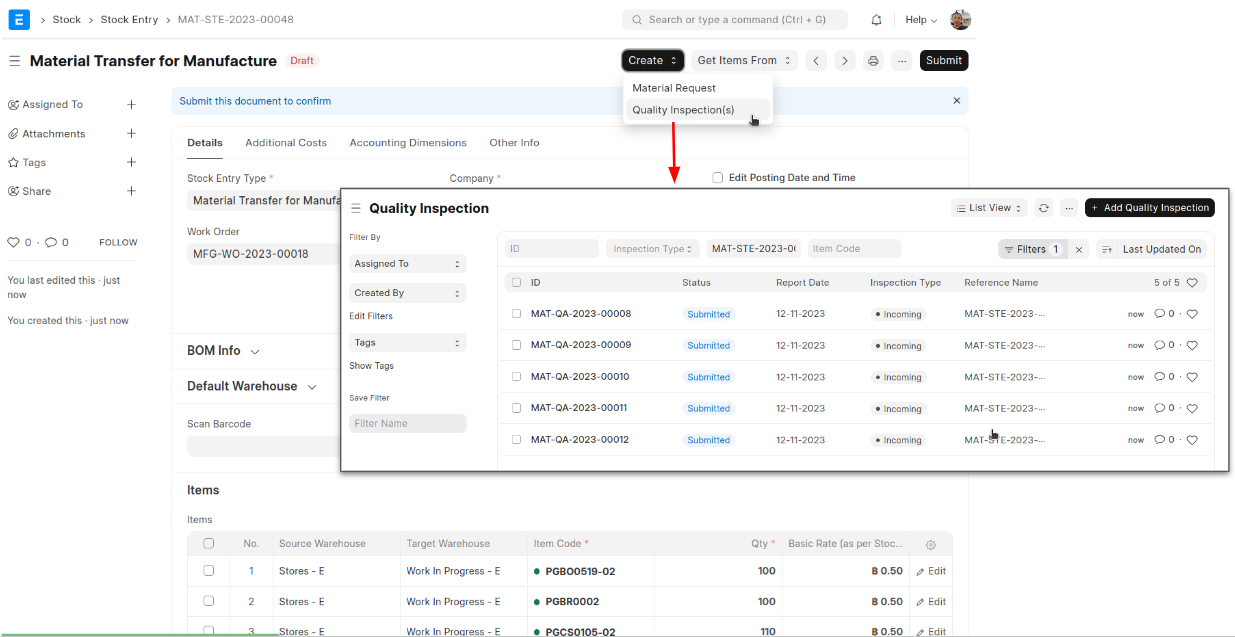 E
Stock
Stock Entry
MAT-STE-2023-00048
Search or type a command (Ctrl + G)
Help
Material Transfer for Manufacture
Draft
Create
Get Items From
Submit
Material Request
Quality Inspection(s)
Assigned To
Attachments
Tags
Share
0 · 0
FOLLOW
You last edited this · just
now
You created this · just now
Submit this document to confirm
Details
Additional Costs
Accounting Dimensions
Other Info
Stock Entry Type *
Company *
Edit Posting Date and Time
Material Transfer for Manufa
Work Order
MFG-WO-2023-00018
BOM Info
Default Warehouse
Scan Barcode
Quality Inspection
List View
+ Add Quality Inspection
Filter By
Assigned To
Created By
Edit Filters
Tags
Show Tags
Save Filter
Filter Name
ID
Inspection Type
MAT-STE-2023-0
Item Code
Filters 1
Last Updated On
ID Status Report Date Inspection Type Reference Name 5 of 5
MAT-QA-2023-00008 Submitted 12-11-2023 Incoming MAT-STE-2023-... now 0 ·
MAT-QA-2023-00009 Submitted 12-11-2023 Incoming MAT-STE-2023-... now 0 ·
MAT-QA-2023-00010 Submitted 12-11-2023 Incoming MAT-STE-2023-... now 0 ·
MAT-QA-2023-00011 Submitted 12-11-2023 Incoming MAT-STE-2023-... now 0 ·
MAT-QA-2023-00012 Submitted 12-11-2023 Incoming MAT-STE-2023-... now 0 ·
Items
Items
No. Source Warehouse Target Warehouse Item Code * Qty * Basic Rate (as per Stoc...
1 Stores - E Work In Progress - E PGBO0519-02 100 ฿ 0.50 Edit
2 Stores - E Work In Progress - E PGBR0002 100 ฿ 0.50 Edit
3 Stores - E Work In Progress - E PGCS0105-02 110 ฿ 0.50 Edit